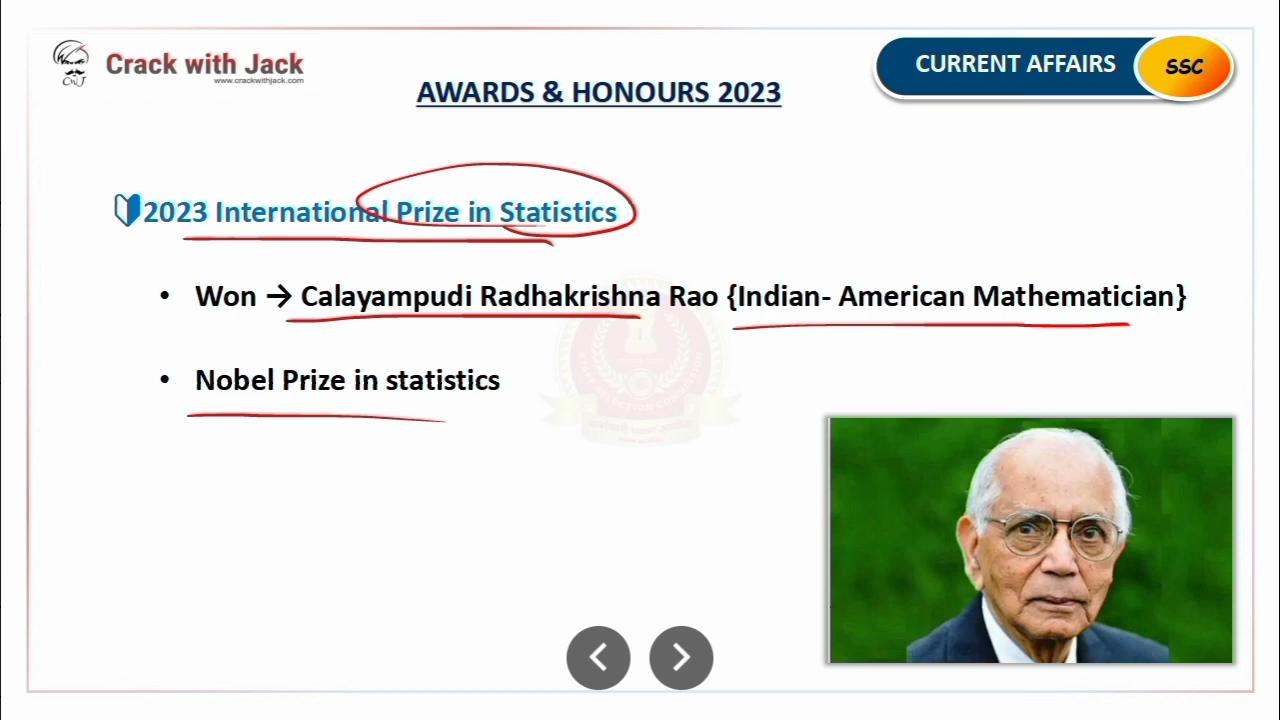 Crack with Jack
www.crackwithjack.com
CWJ
CURRENT AFFAIRS
SSC
AWARDS & HONOURS 2023
2023 International Prize in Statistics
• Won → Calayampudi Radhakrishna Rao {Indian- American Mathematician}
• Nobel Prize in statistics